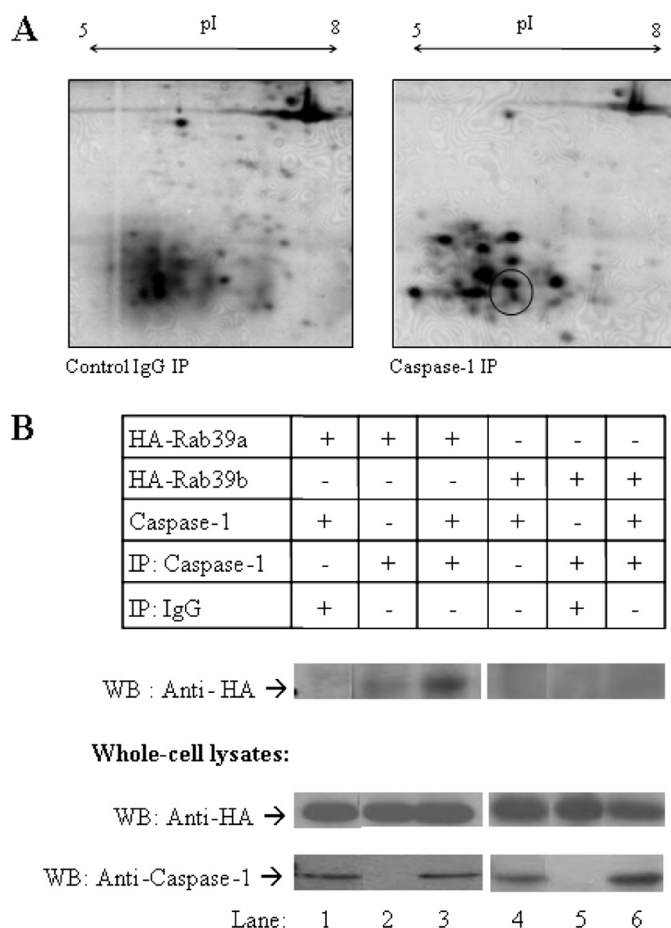 A
5 pI 8
5 pI 8
Control IgG IP
Caspase-1 IP
B
HA-Rab39a + + + - - -
HA-Rab39b - - - + + +
Caspase-1 + - + + - +
IP: Caspase-1 - + + - + +
IP: IgG + - - - + -
WB : Anti-HA →
Whole-cell lysates:
WB: Anti-HA →
WB: Anti-Caspase-1 →
Lane: 1 2 3 4 5 6